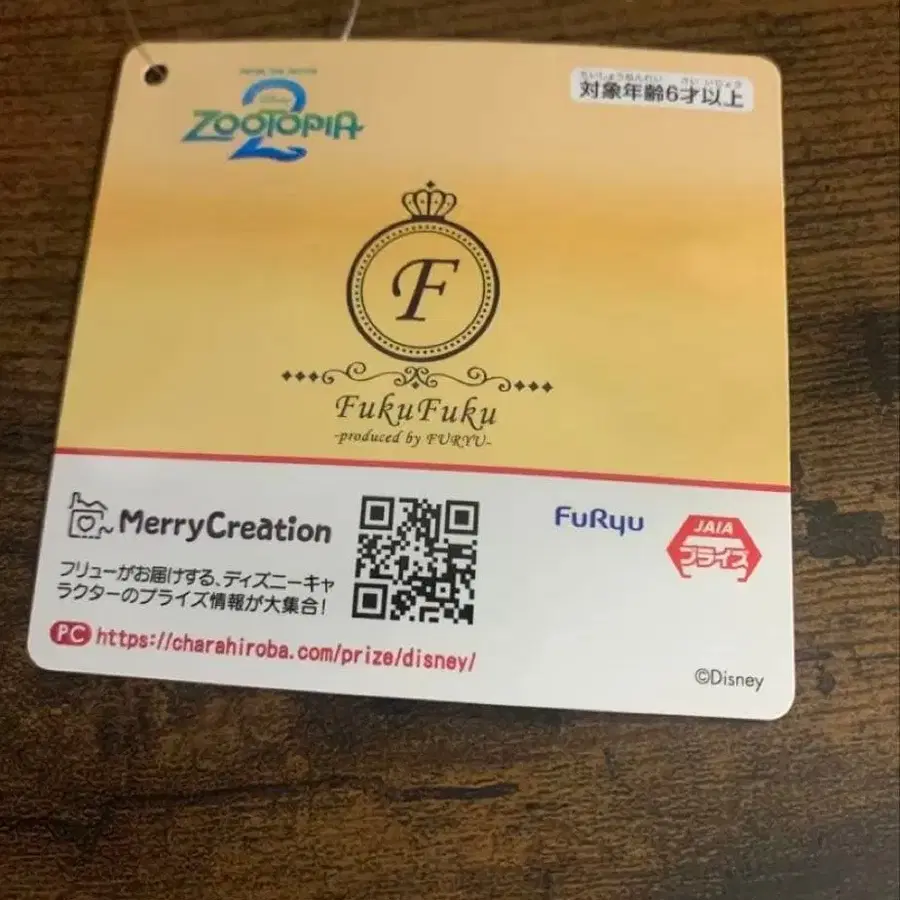 Disney
ZOOTOPIA
2
たいしょうねんれい さい いじょう
対象年齢6才以上
F
FukuFuku
-produced by FURYU-
MerryCreation
フリューがお届けする、ディズニーキャ
ラクターのプライズ情報が大集合!
PC https://charahiroba.com/prize/disney/
FuRyu
JAIA
プライズ
©Disney